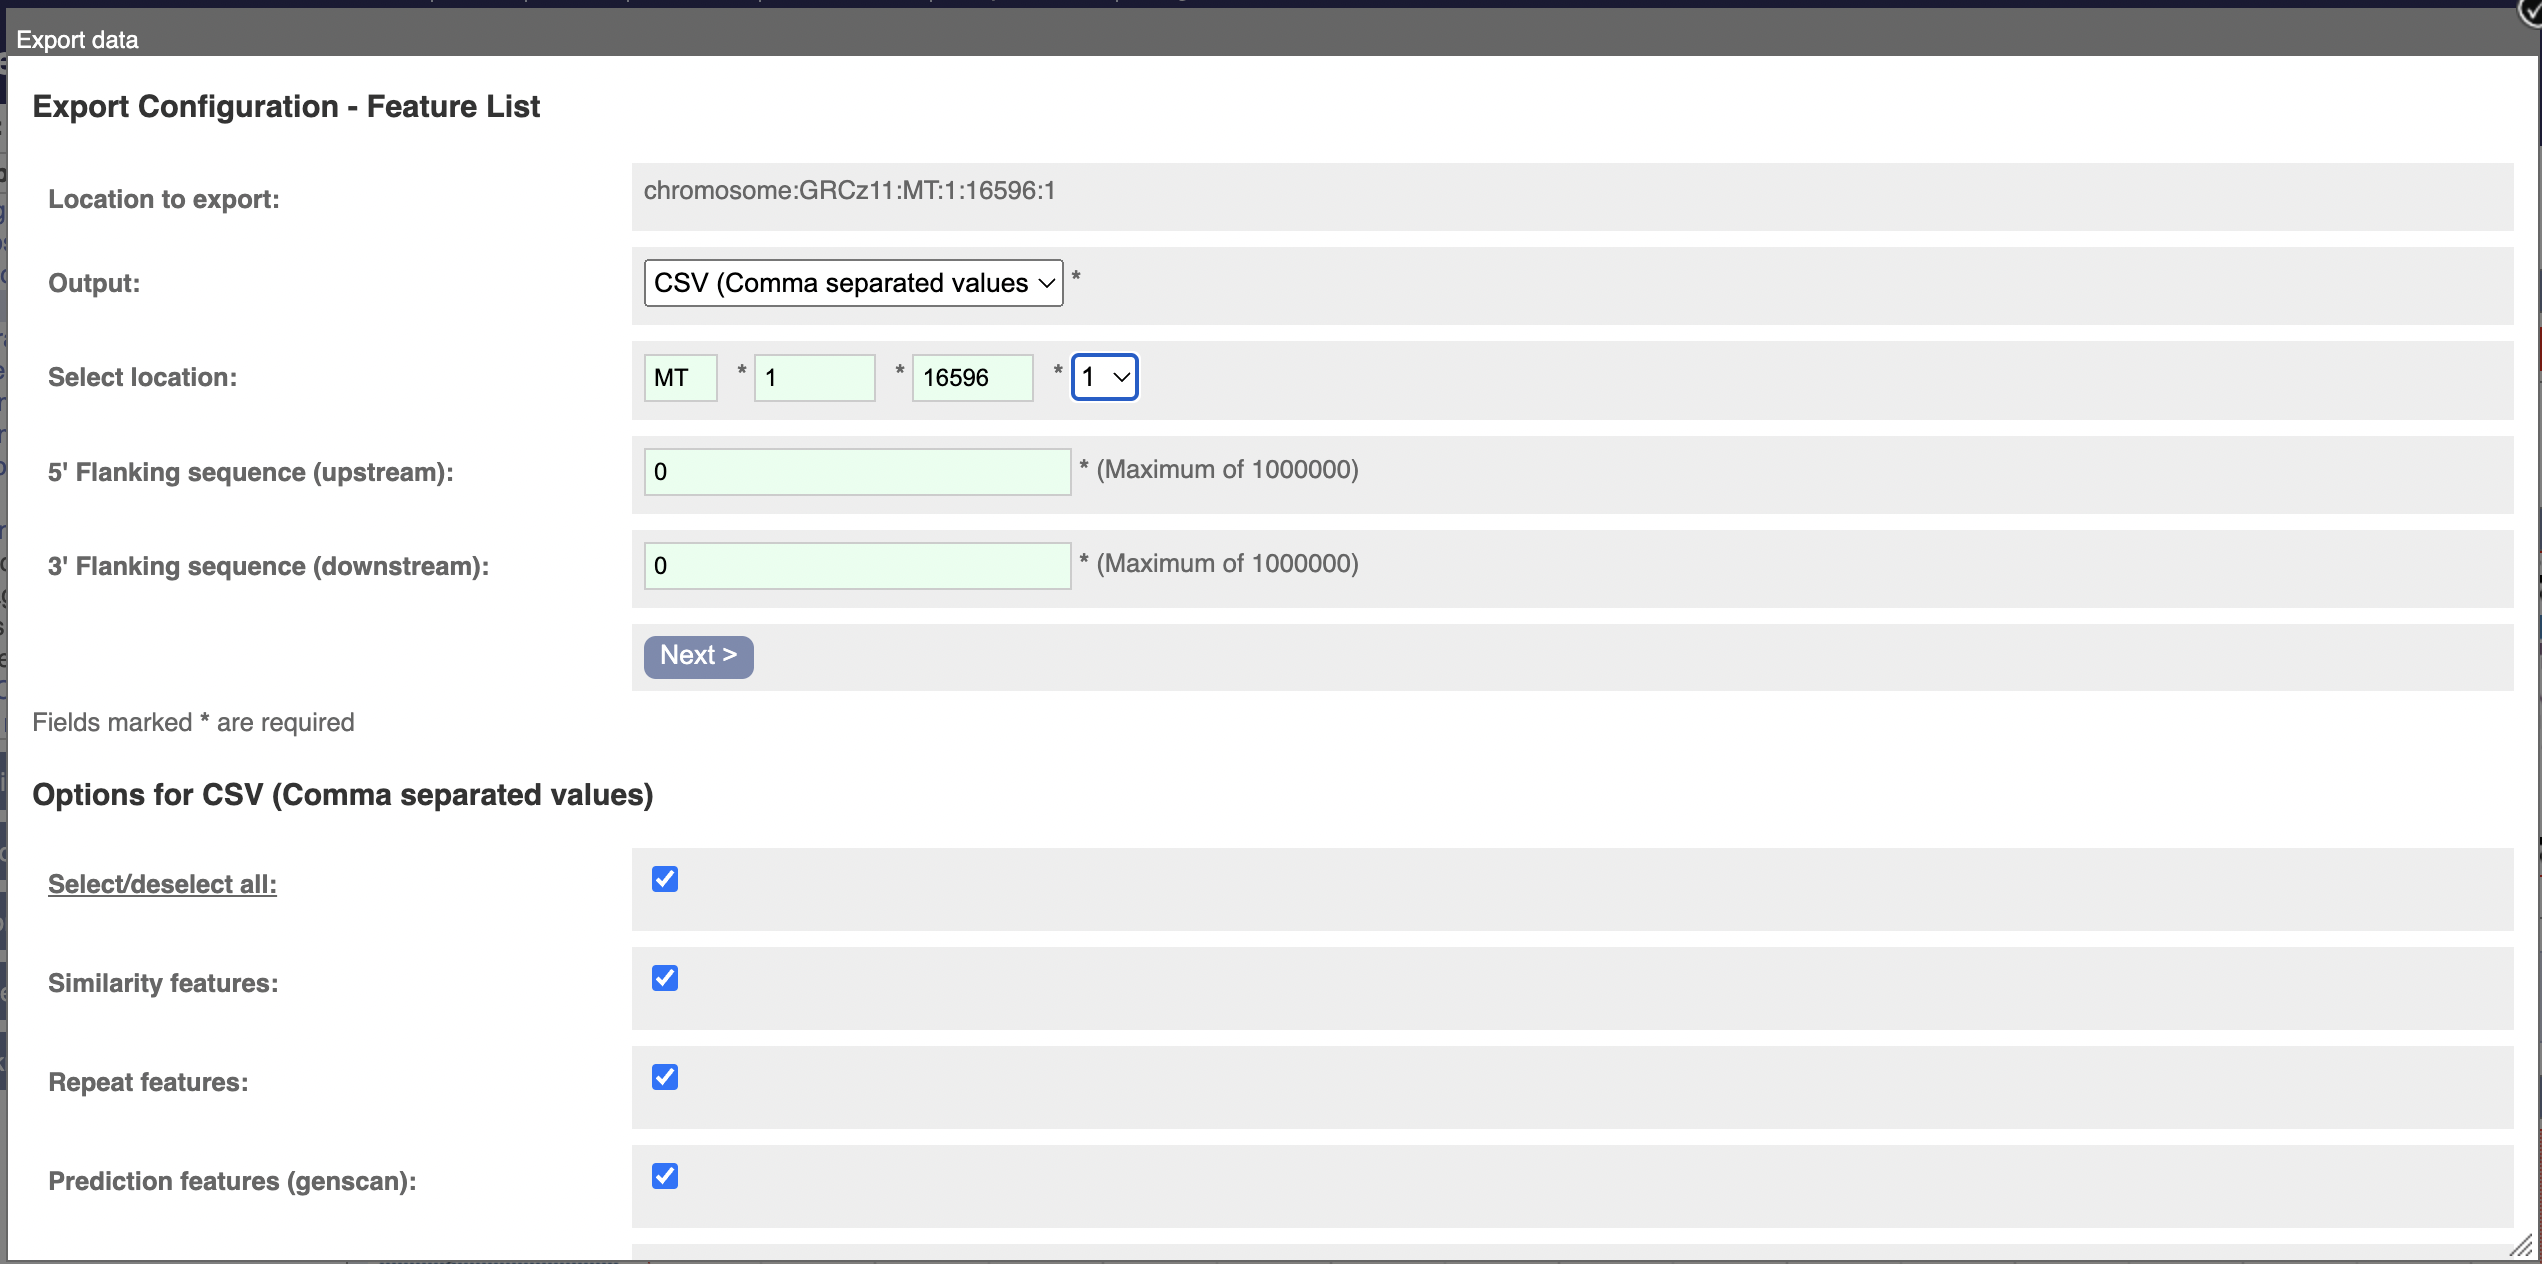 Export data
Export Configuration - Feature List
Location to export: chromosome:GRCz11:MT:1:16596:1
Output: CSV (Comma separated values *
Select location: MT * 1 * 16596 * 1
5' Flanking sequence (upstream): 0 * (Maximum of 1000000)
3' Flanking sequence (downstream): 0 * (Maximum of 1000000)
Next >
Fields marked * are required
Options for CSV (Comma separated values)
Select/deselect all:
Similarity features:
Repeat features:
Prediction features (genscan):